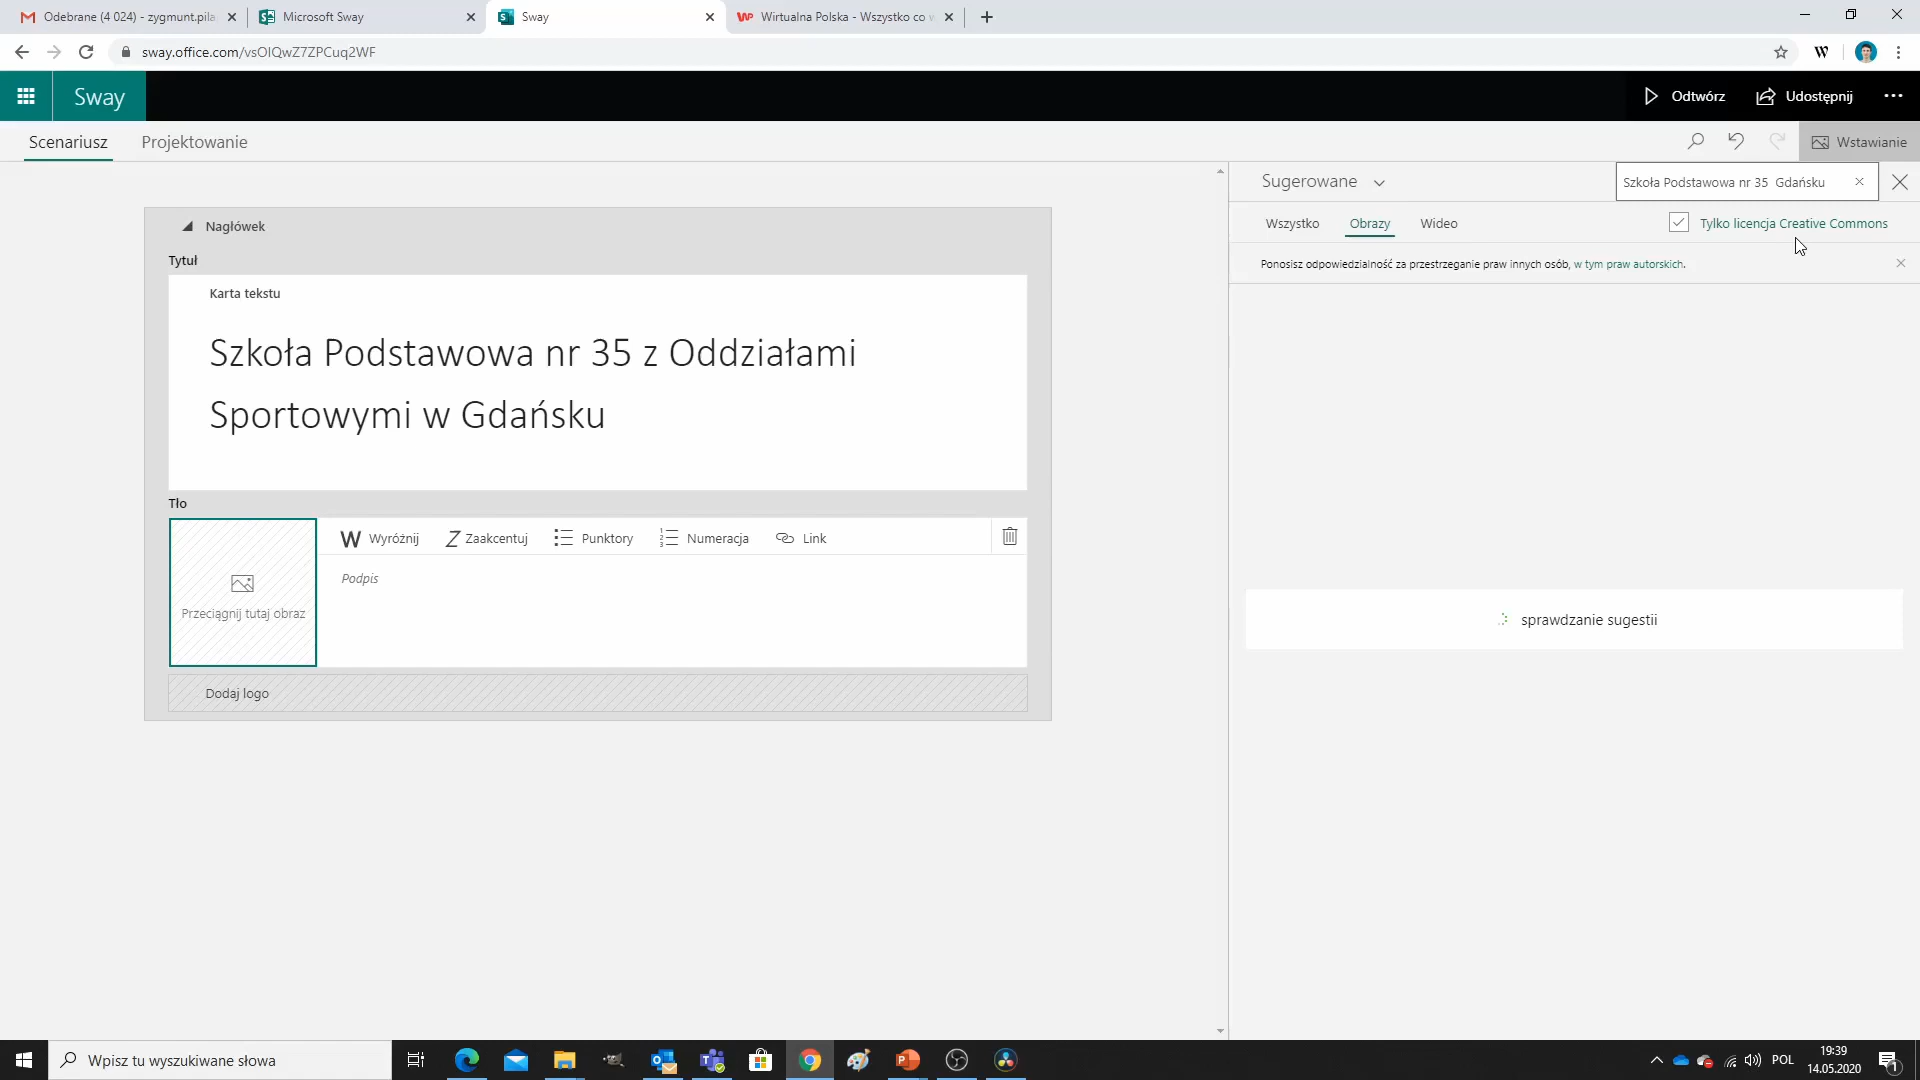 Odebrane (4 024) - zygmunt.pila
Microsoft Sway
Sway
Wirtualna Polska - Wszystko co w
sway.office.com/vsOIQwZ7ZPCuq2WF
W
Sway
Odtwórz
Udostępnij
Scenariusz
Projektowanie
Wstawianie
Sugerowane
Szkoła Podstawowa nr 35 Gdańsku
Wszystko
Obrazy
Wideo
Tylko licencja Creative Commons
Ponosisz odpowiedzialność za przestrzeganie praw innych osób, w tym praw autorskich.
Nagłówek
Tytuł
Karta tekstu
Szkoła Podstawowa nr 35 z Oddziałami
Sportowymi w Gdańsku
Tło
W Wyróżnij
Z Zaakcentuj
Punktory
Numeracja
Link
Przeciągnij tutaj obraz
Podpis
sprawdzanie sugestii
Dodaj logo
Wpisz tu wyszukiwane słowa
POL
19:39
14.05.2020
1